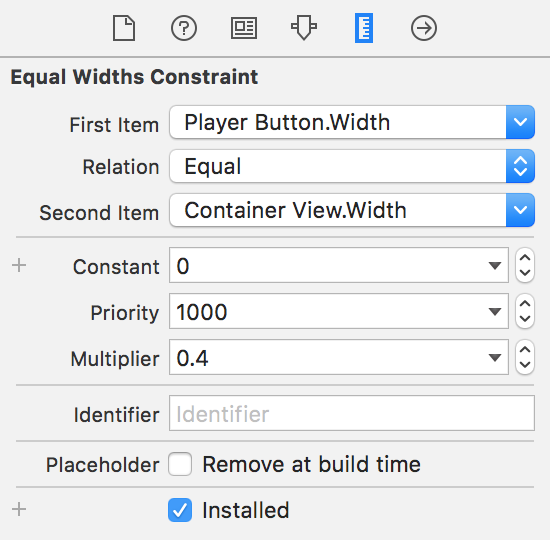 Equal Widths Constraint
First Item Player Button.Width
Relation Equal
Second Item Container View.Width
Constant 0
Priority 1000
Multiplier 0.4
Identifier Identifier
Placeholder Remove at build time
Installed